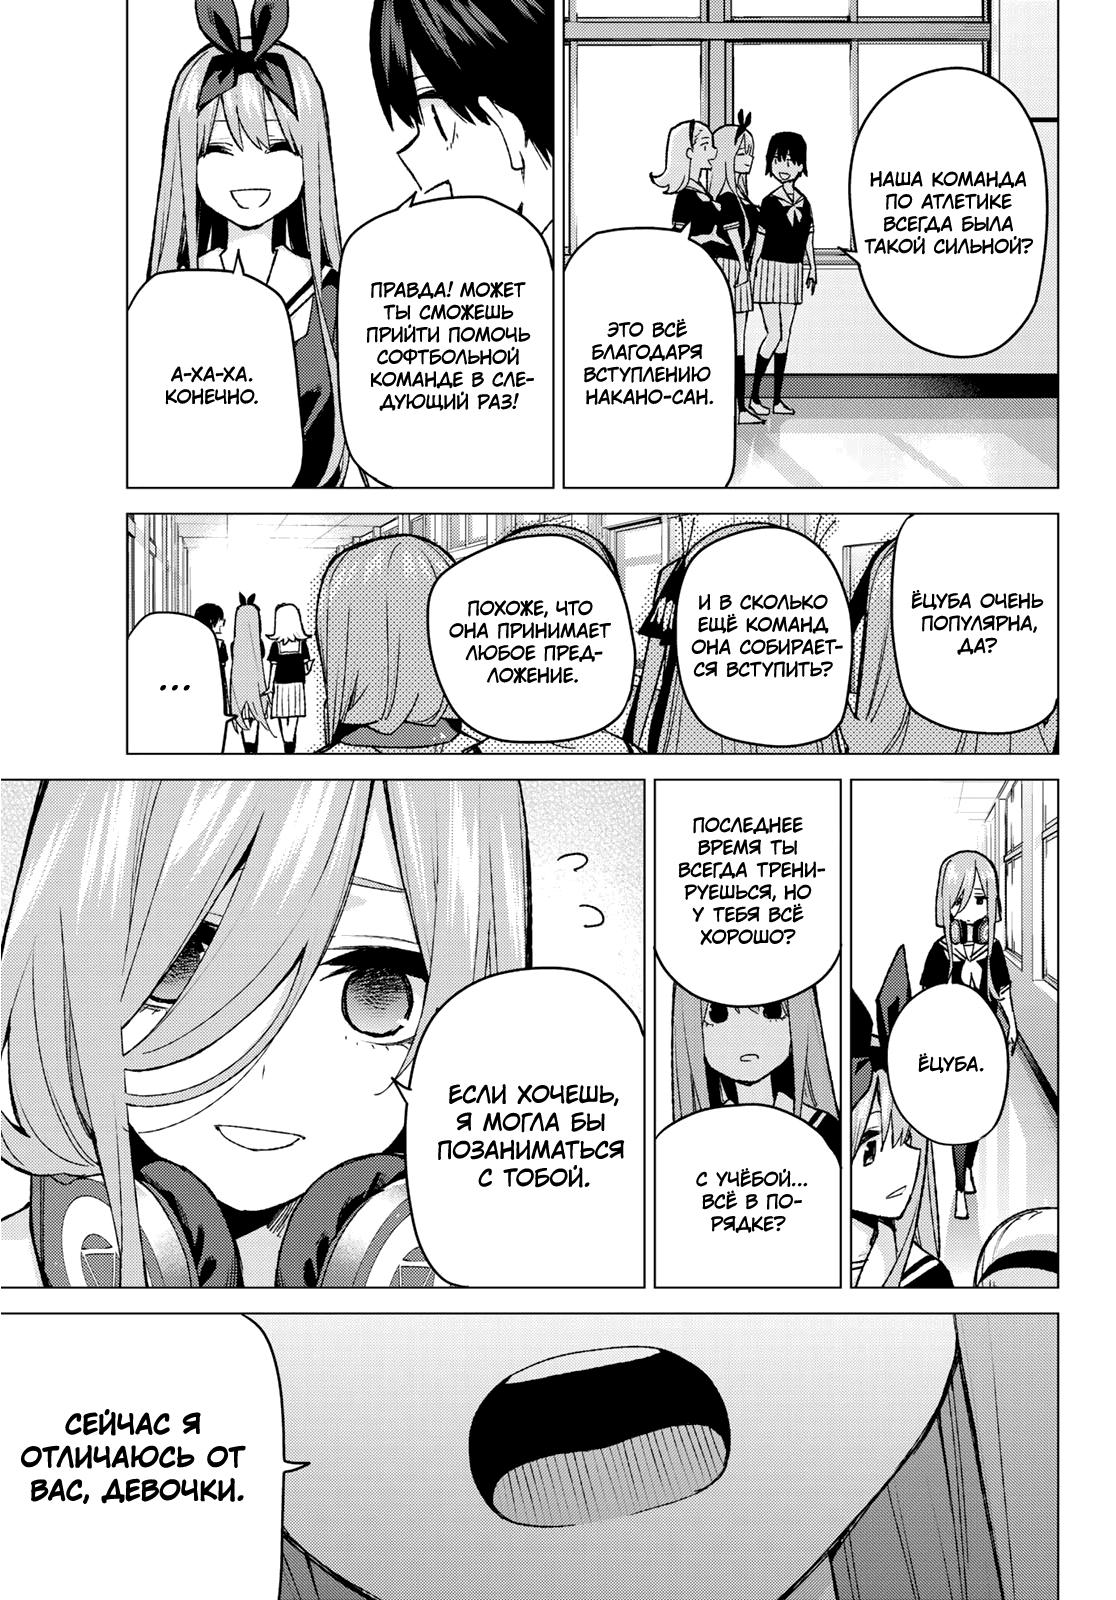 НАША КОМАНДА
ПО АТЛЕТИКЕ
ВСЕГДА БЫЛА
ТАКОЙ СИЛЬНОЙ?
ЭТО ВСЁ
БЛАГОДАРЯ
ВСТУПЛЕНИЮ
НАКАНО-САН.
ПРАВДА! МОЖЕТ
ТЫ СМОЖЕШЬ
ПРИЙТИ ПОМОЧЬ
СОФТБОЛЬНОЙ
КОМАНДЕ В СЛЕ-
ДУЮЩИЙ РАЗ!
А-ХА-ХА.
КОНЕЧНО.
ЁЦУБА ОЧЕНЬ
ПОПУЛЯРНА,
ДА?
И В СКОЛЬКО
ЕЩЁ КОМАНД
ОНА СОБИРАЕТ-
СЯ ВСТУПИТЬ?
ПОХОЖЕ, ЧТО
ОНА ПРИНИМАЕТ
ЛЮБОЕ ПРЕД-
ЛОЖЕНИЕ.
...
ЁЦУБА.
ПОСЛЕДНЕЕ
ВРЕМЯ ТЫ
ВСЕГДА ТРЕНИ-
РУЕШЬСЯ, НО
У ТЕБЯ ВСЁ
ХОРОШО?
С УЧЁБОЙ...
ВСЁ В ПО-
РЯДКЕ?
ЕСЛИ ХОЧЕШЬ,
Я МОГЛА БЫ
ПОЗАНИМАТЬСЯ
С ТОБОЙ.
СЕЙЧАС Я
ОТЛИЧАЮСЬ ОТ
ВАС, ДЕВОЧКИ.